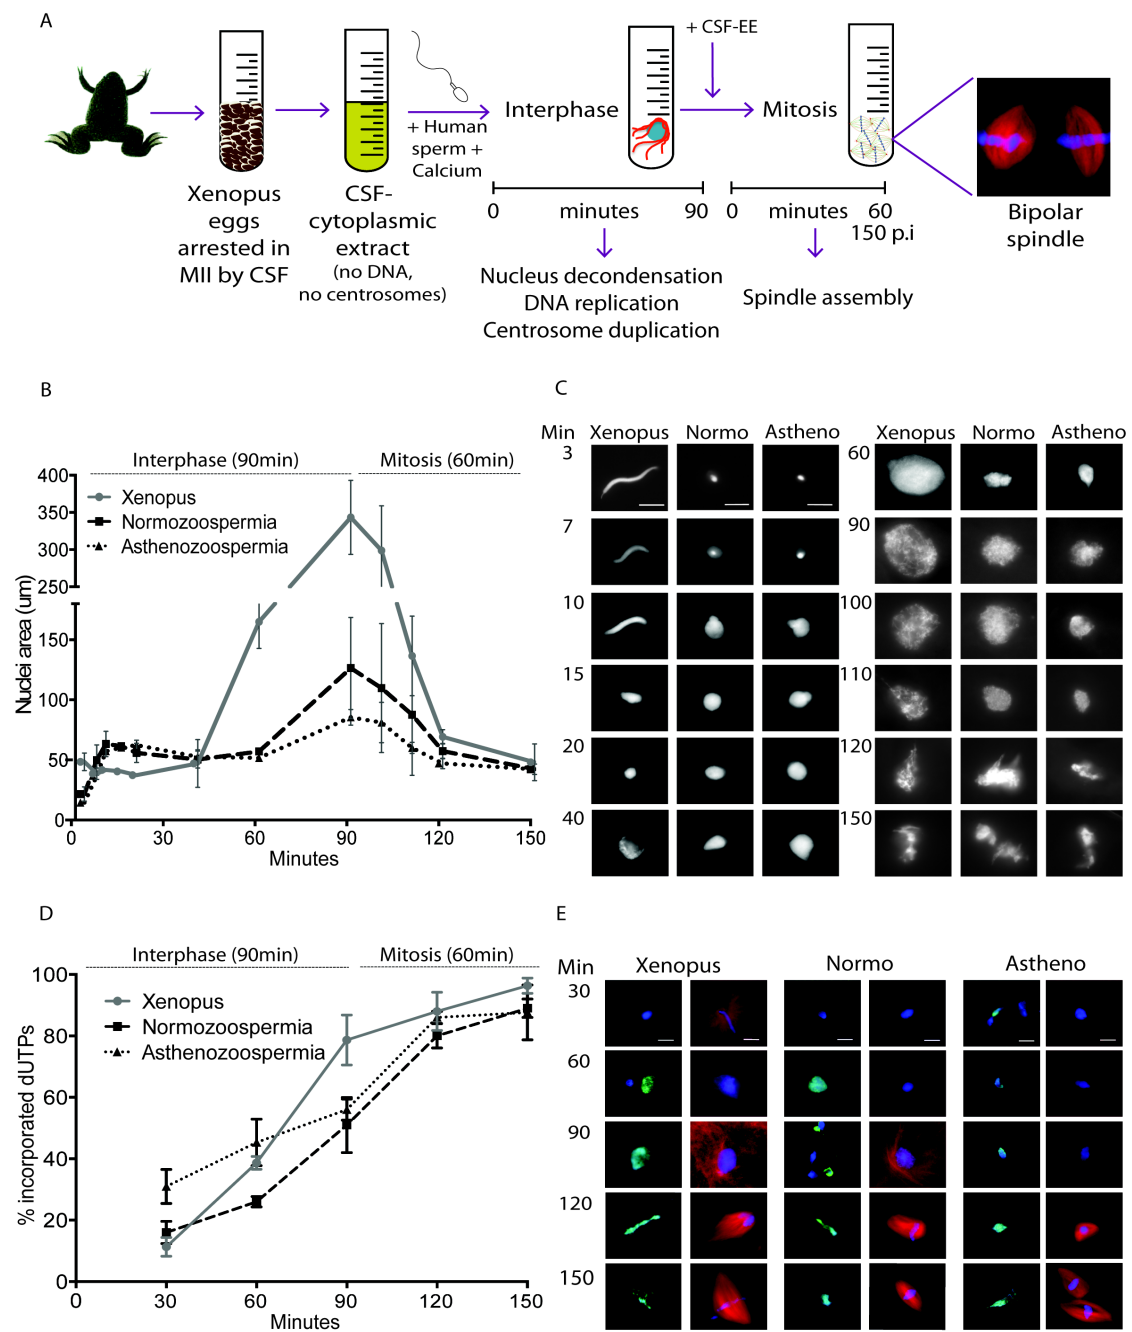 A
+ CSF-EE
Interphase
Mitosis
+ Human
sperm +
Calcium
Xenopus
eggs
arrested in
MII by CSF
CSF-
cytoplasmic
extract
(no DNA,
no centrosomes)
0 minutes 90
0 minutes 60
150 p.i
Bipolar
spindle
Nucleus decondensation
DNA replication
Centrosome duplication
Spindle assembly
B
Interphase (90min)
Mitosis (60min)
Xenopus
Normozoospermia
Asthenozoospermia
Nuclei area (um)
400
350
300
250
150
100
50
0
0 30 60 90 120 150
Minutes
C
Min Xenopus Normo Astheno
3
7
10
15
20
40
Xenopus Normo Astheno
60
90
100
110
120
150
D
Interphase (90min)
Mitosis (60min)
Xenopus
Normozoospermia
Asthenozoospermia
% incorporated dUTPs
100
80
60
40
20
0
0 30 60 90 120 150
Minutes
E
Min Xenopus Normo Astheno
30
60
90
120
150